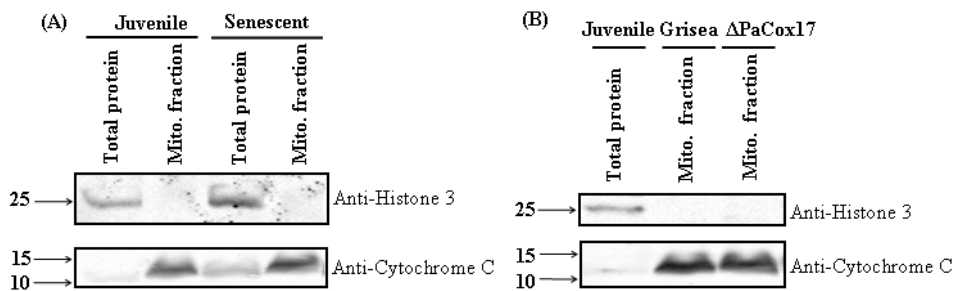 (A)
Juvenile Senescent
Total protein
Mito. fraction
Total protein
Mito. fraction
25
Anti-Histone 3
15
10
Anti-Cytochrome C
(B)
Juvenile Grisea ΔPaCox17
Total protein
Mito. fraction
Mito. fraction
25
Anti-Histone 3
15
10
Anti-Cytochrome C